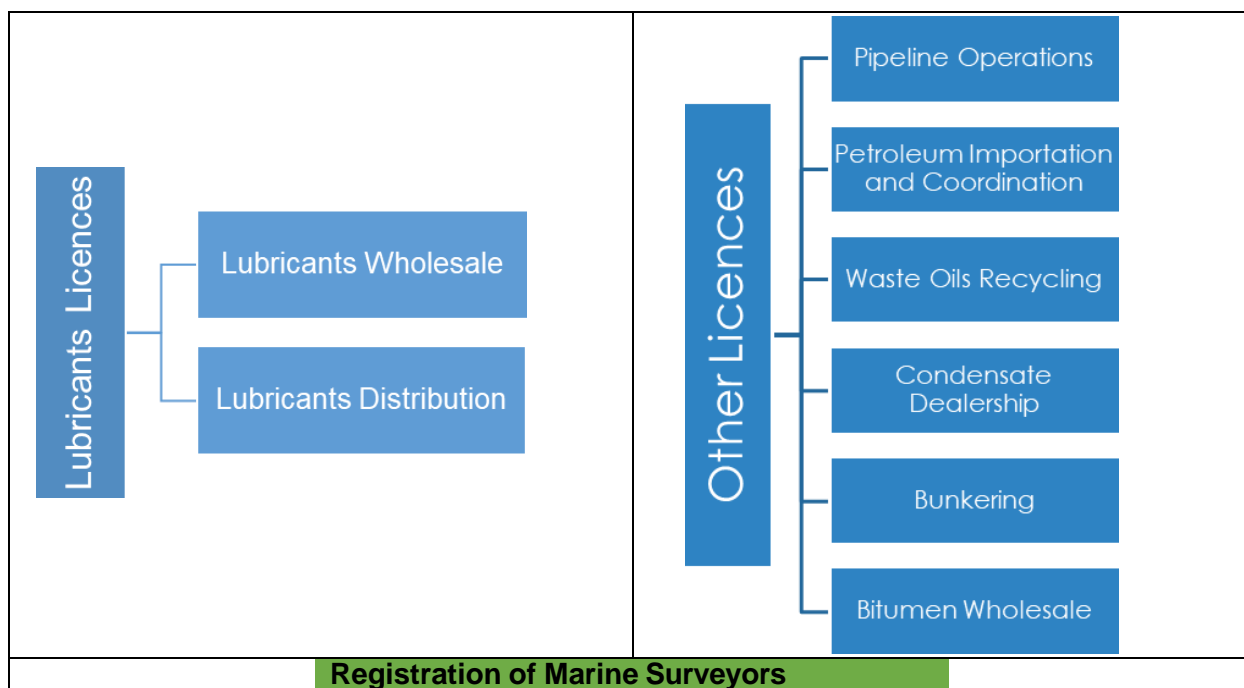 Lubricants Licences
Lubricants Wholesale
Lubricants Distribution
Other Licences
Pipeline Operations
Petroleum Importation
and Coordination
Waste Oils Recycling
Condensate
Dealership
Bunkering
Bitumen Wholesale
Registration of Marine Surveyors